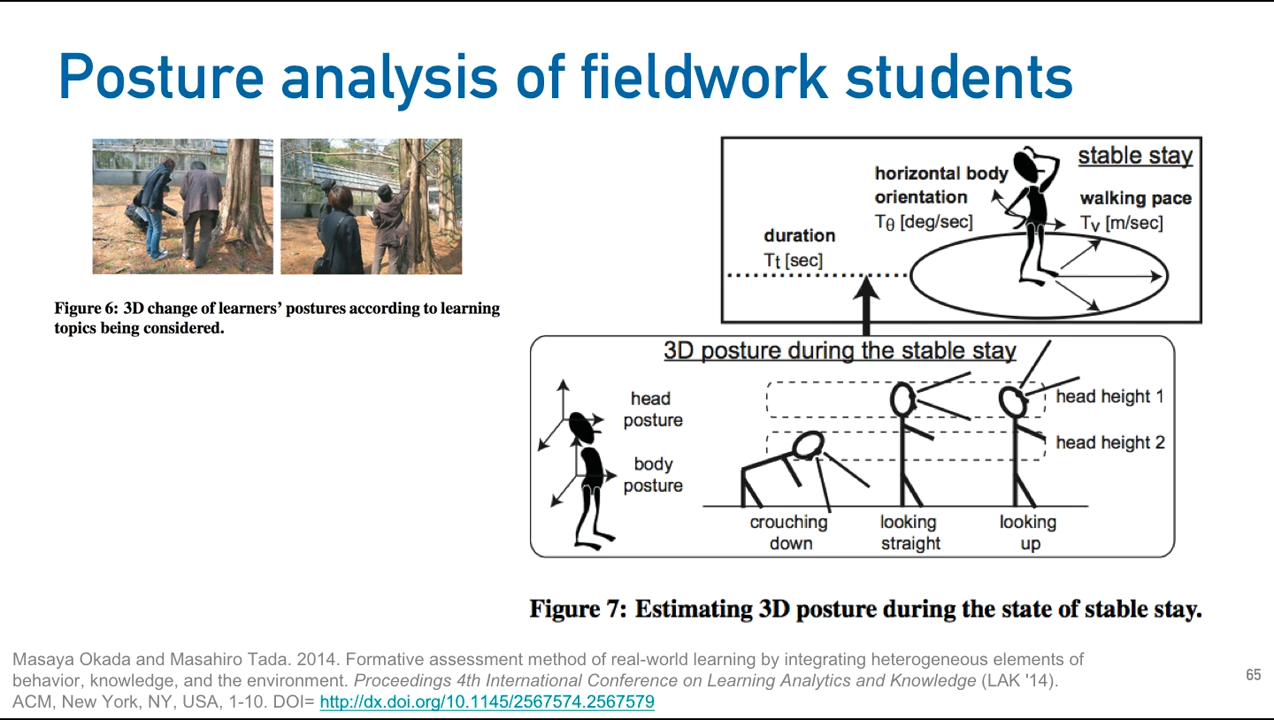 Posture analysis of fieldwork students
Figure 6: 3D change of learners’ postures according to learning
topics being considered.
stable stay
horizontal body
orientation
Tθ [deg/sec]
walking pace
Tv [m/sec]
duration
Tt [sec]
3D posture during the stable stay
head
posture
body
posture
head height 1
head height 2
crouching
down
looking
straight
looking
up
Figure 7: Estimating 3D posture during the state of stable stay.
Masaya Okada and Masahiro Tada. 2014. Formative assessment method of real-world learning by integrating heterogeneous elements of
behavior, knowledge, and the environment. Proceedings 4th International Conference on Learning Analytics and Knowledge (LAK '14).
ACM, New York, NY, USA, 1-10. DOI= http://dx.doi.org/10.1145/2567574.2567579
65